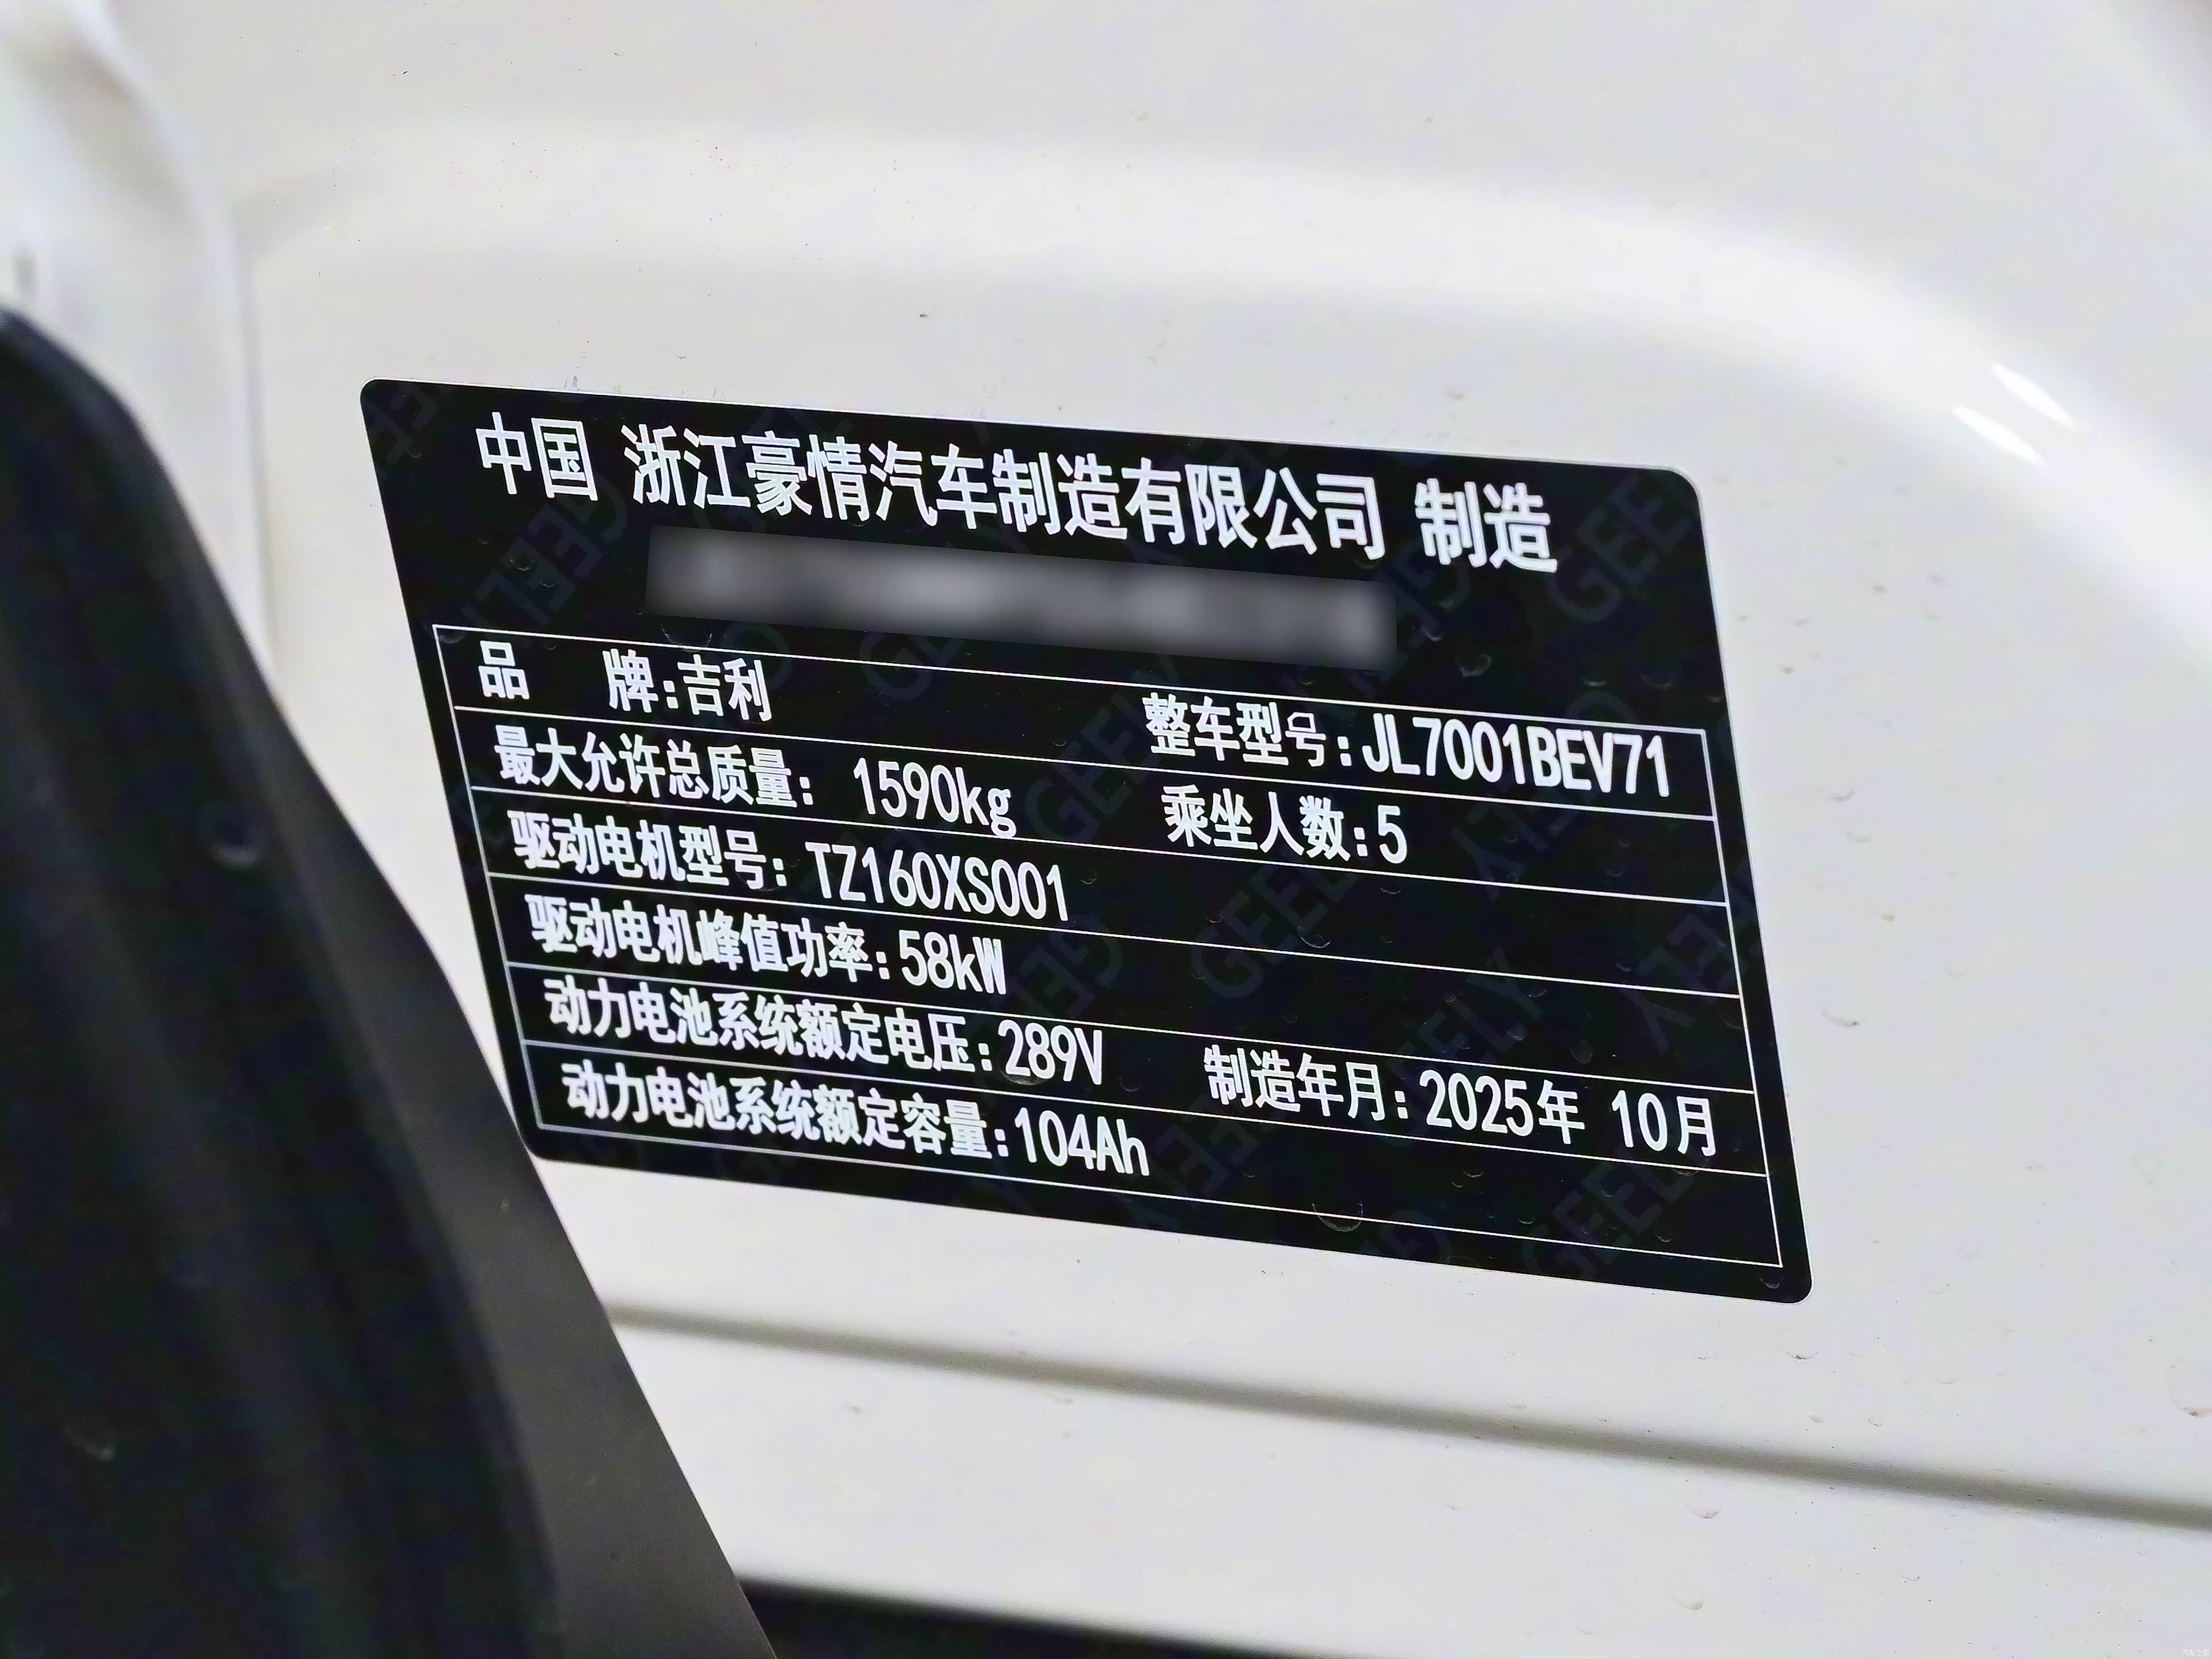 中国 浙江豪情汽车制造有限公司 制造
品 牌:吉利 整车型号:JL7001BEV71
最大允许总质量: 1590kg 乘坐人数:5
驱动电机型号: TZ160XS001
驱动电机峰值功率:58kW
动力电池系统额定电压:289V 制造年月:2025年 10月
动力电池系统额定容量:104Ah